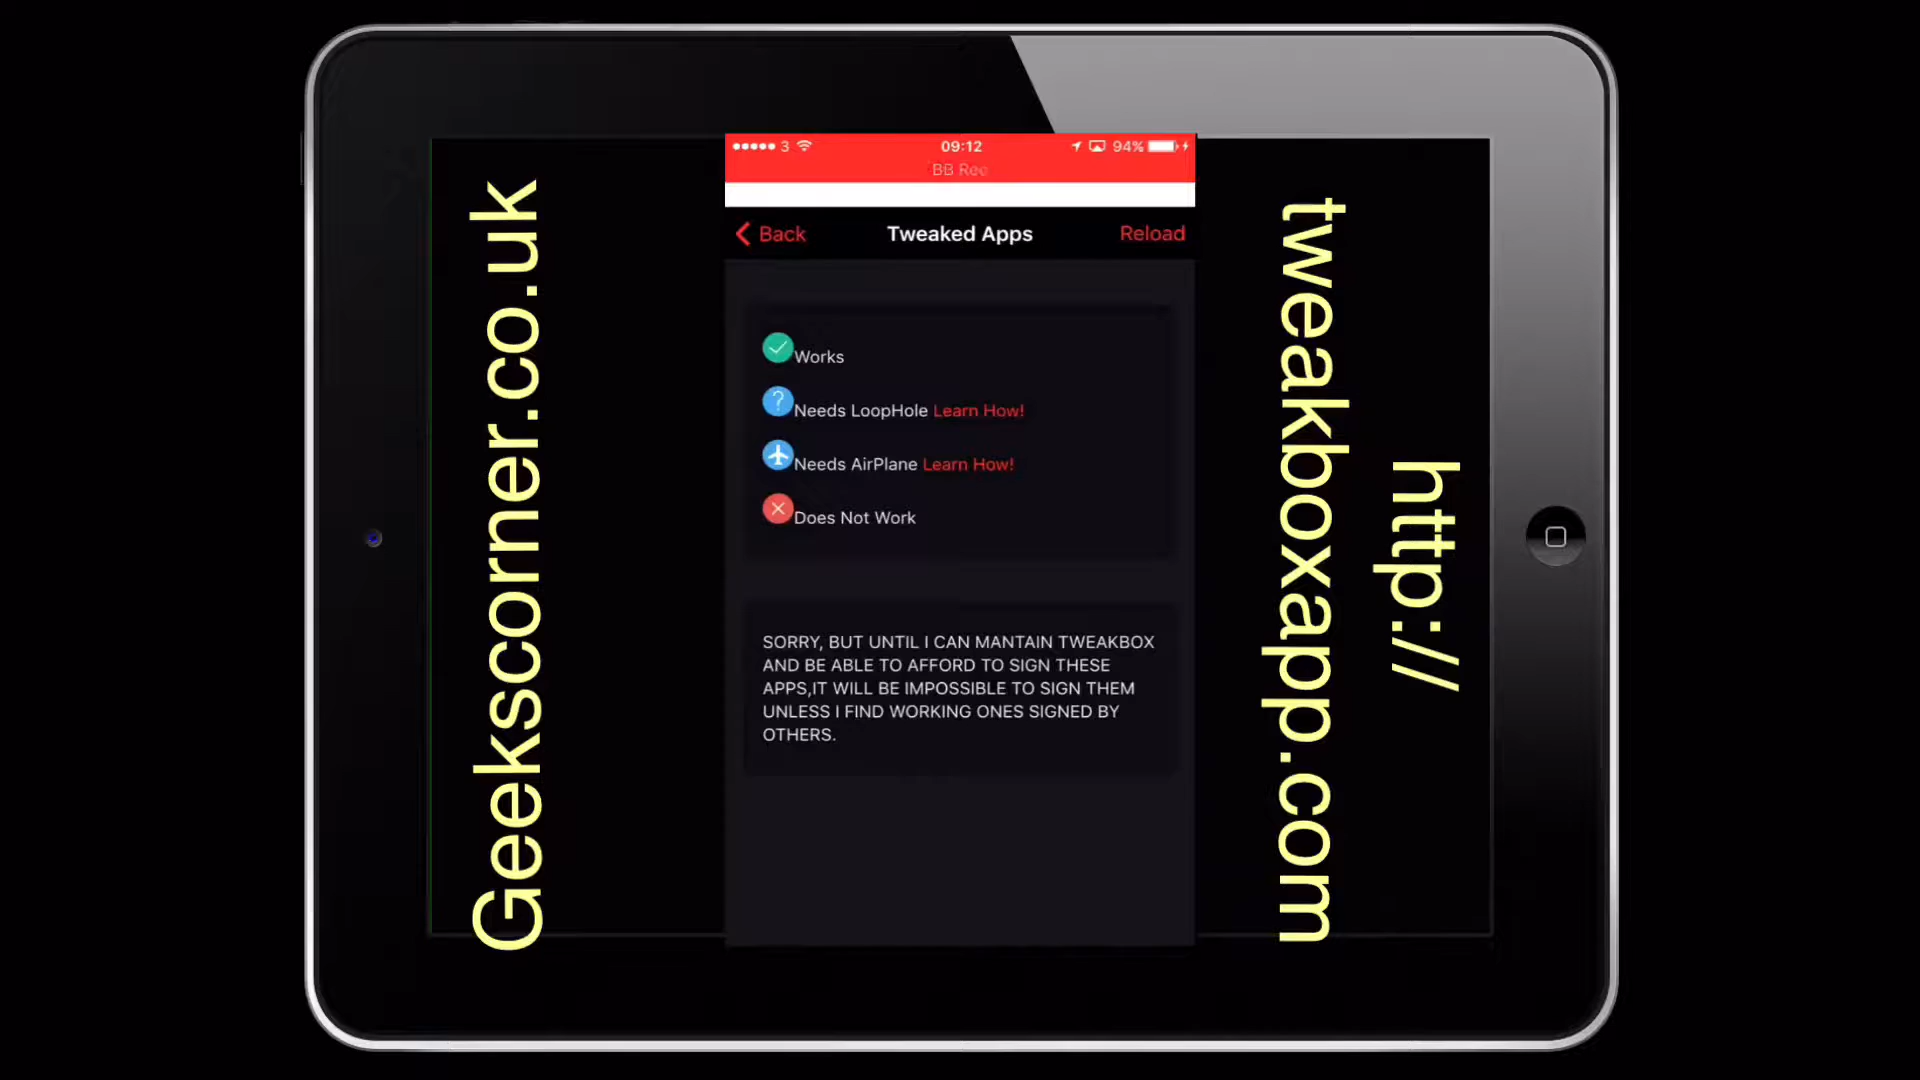 Geekscorner.co.uk
3 09:12 94%
BB Rec
Back Tweaked Apps Reload
Works
Needs LoopHole Learn How!
Needs AirPlane Learn How!
Does Not Work
SORRY, BUT UNTIL I CAN MANTAIN TWEAKBOX
AND BE ABLE TO AFFORD TO SIGN THESE
APPS,IT WILL BE IMPOSSIBLE TO SIGN THEM
UNLESS I FIND WORKING ONES SIGNED BY
OTHERS.
http://
tweakboxapp.com